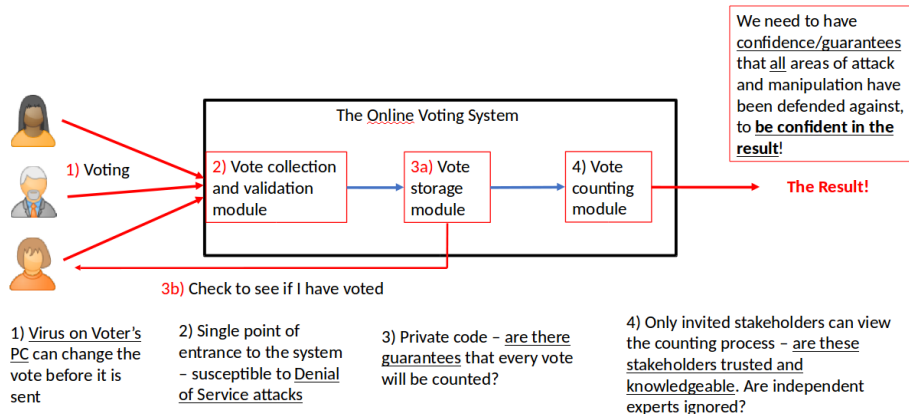 We need to have
confidence/guarantees
that all areas of attack
and manipulation have
been defended against,
to be confident in the
result!
The Online Voting System
1) Voting
2) Vote collection
and validation
module
3a) Vote
storage
module
4) Vote
counting
module
The Result!
3b) Check to see if I have voted
1) Virus on Voter's
PC can change the
vote before it is
sent
2) Single point of
entrance to the system
– susceptible to Denial
of Service attacks
3) Private code – are there
guarantees that every vote
will be counted?
4) Only invited stakeholders can view
the counting process – are these
stakeholders trusted and
knowledgeable. Are independent
experts ignored?